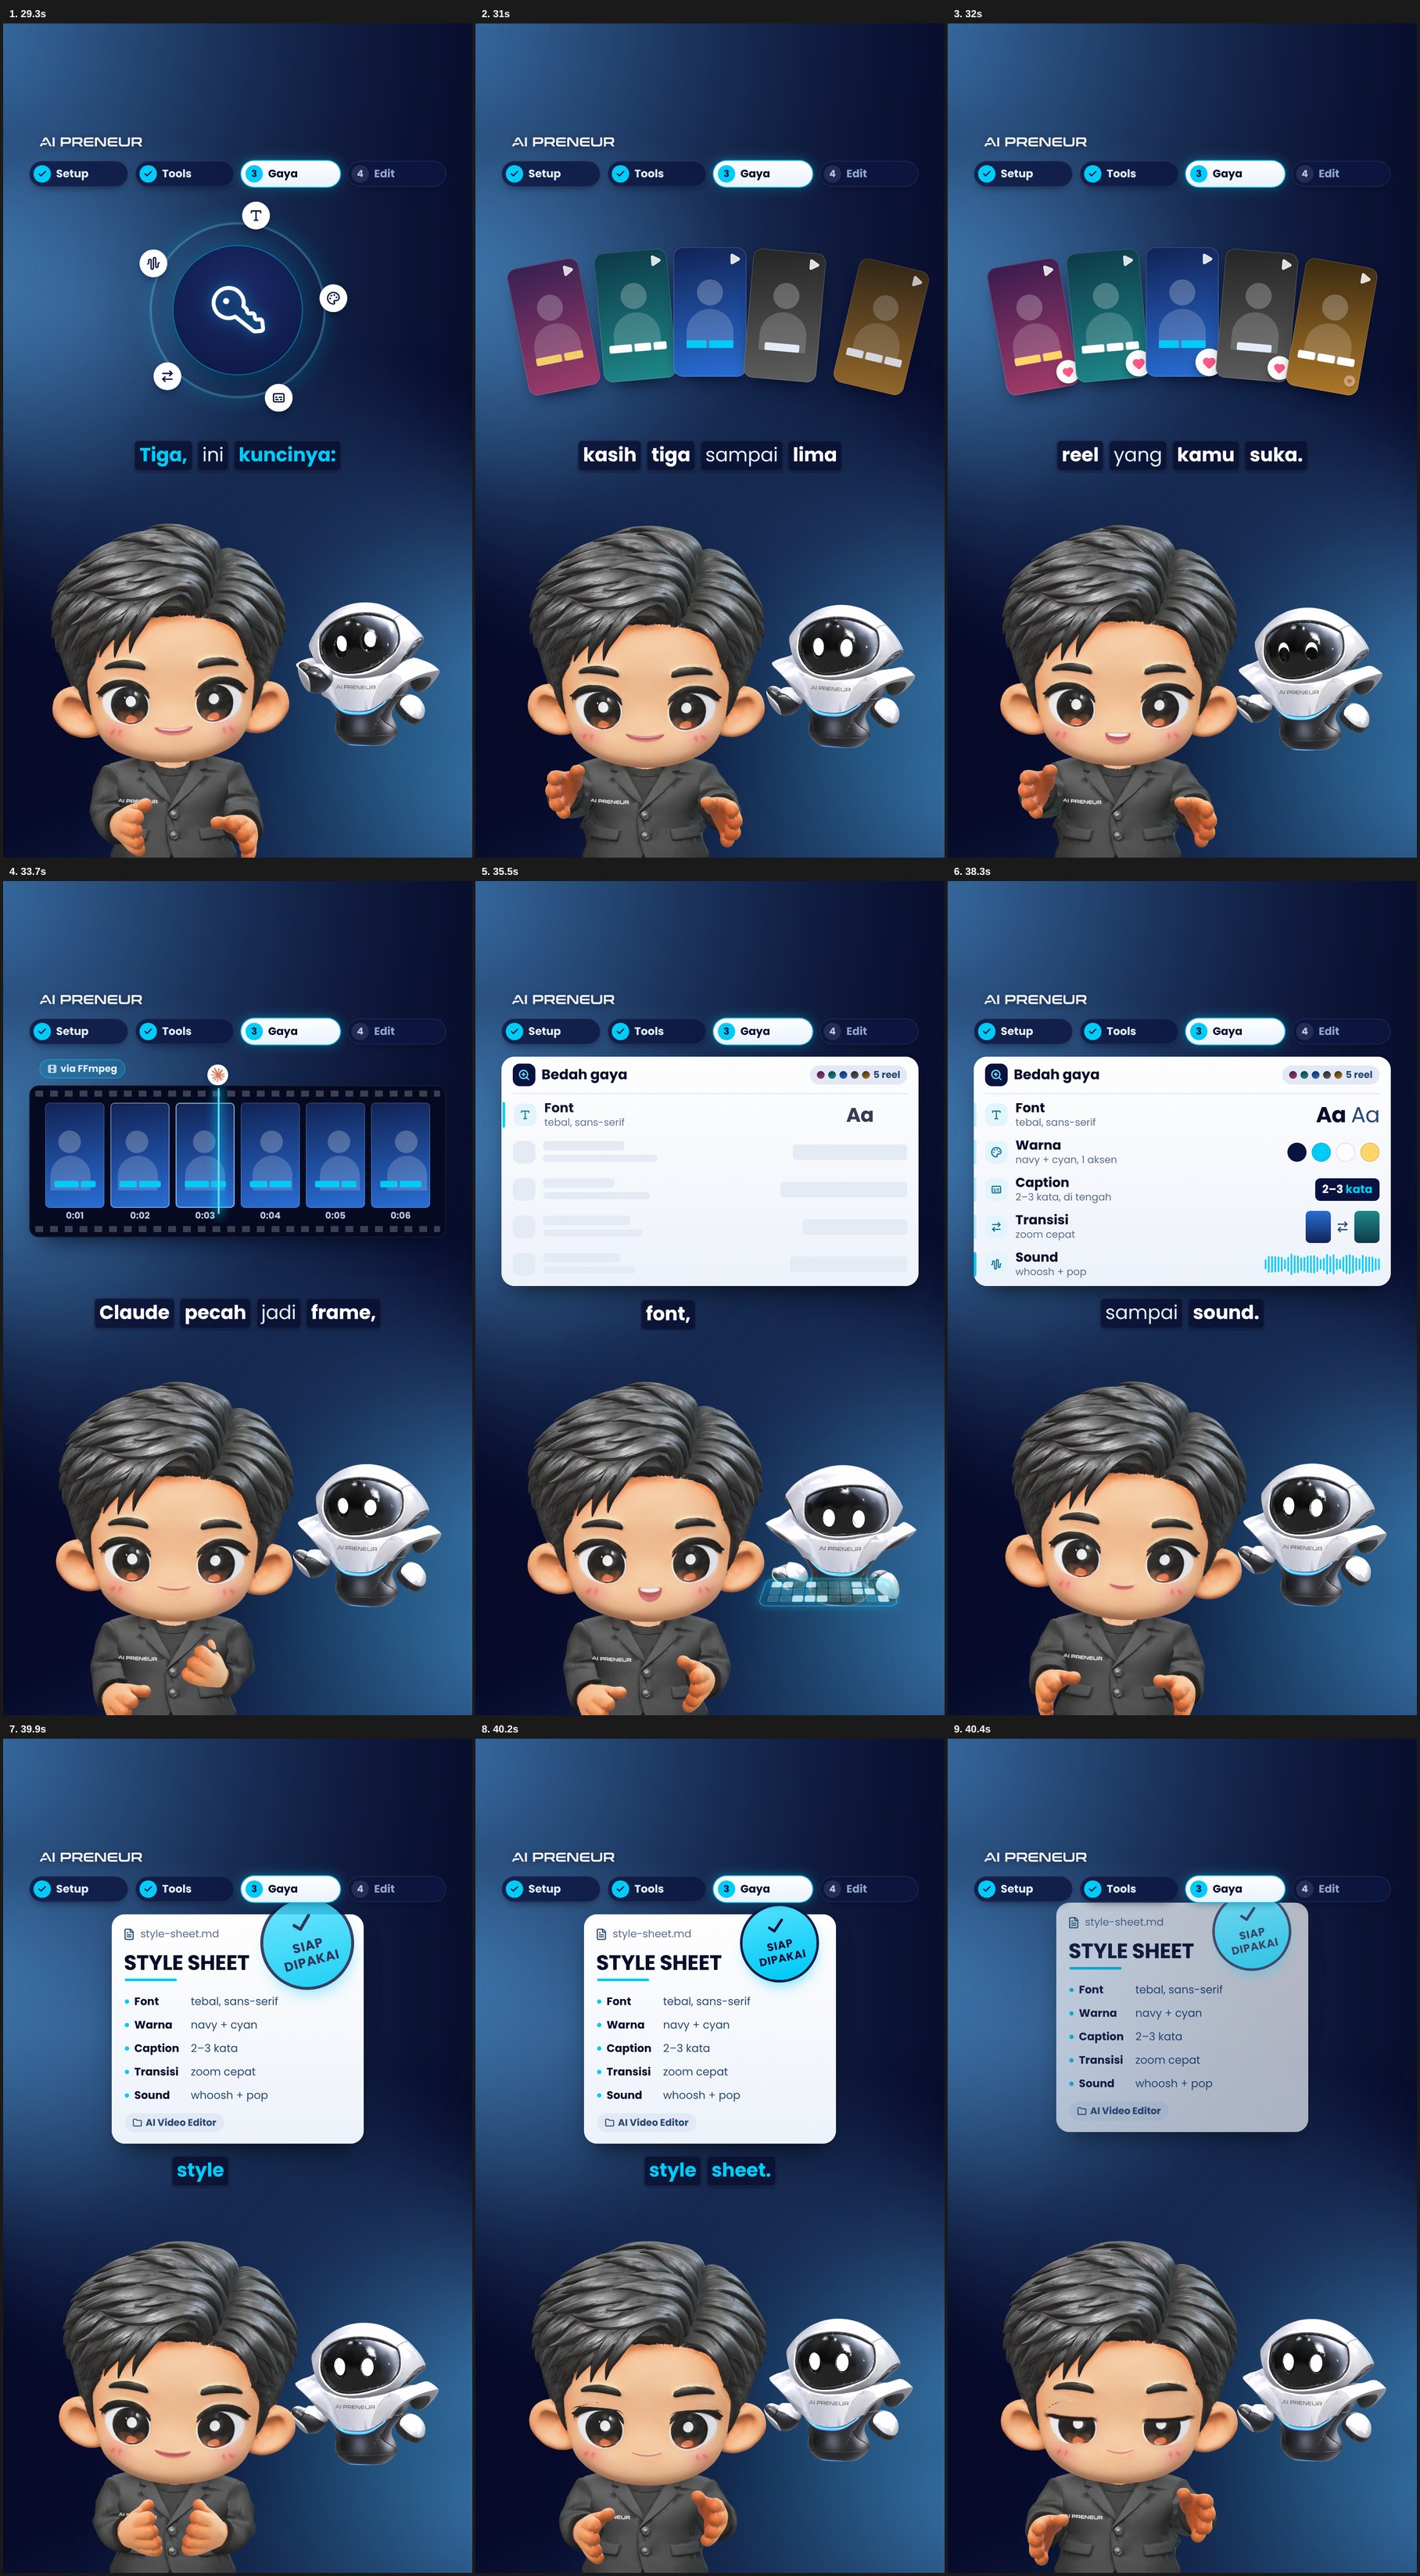 1. 29.3s
AI PRENEUR
Setup
Tools
3 Gaya
4 Edit
T
Tiga, ini kuncinya:
AI PRENEUR
2. 31s
AI PRENEUR
Setup
Tools
3 Gaya
4 Edit
kasih tiga sampai lima
AI PRENEUR
AI PRENEUR
3. 32s
AI PRENEUR
Setup
Tools
3 Gaya
4 Edit
reel yang kamu suka.
AI PRENEUR
AI PRENEUR
4. 33.7s
AI PRENEUR
Setup
Tools
3 Gaya
4 Edit
via FFmpeg
0:01 0:02 0:03 0:04 0:05 0:06
Claude pecah jadi frame,
AI PRENEUR
AI PRENEUR
5. 35.5s
AI PRENEUR
Setup
Tools
3 Gaya
4 Edit
Bedah gaya
5 reel
T
Font
tebal, sans-serif
Aa
font,
AI PRENEUR
AI PRENEUR
6. 38.3s
AI PRENEUR
Setup
Tools
3 Gaya
4 Edit
Bedah gaya
5 reel
T
Font
tebal, sans-serif
Aa Aa
Warna
navy + cyan, 1 aksen
Caption
2–3 kata, di tengah
2–3 kata
Transisi
zoom cepat
Sound
whoosh + pop
sampai sound.
AI PRENEUR
AI PRENEUR
7. 39.9s
AI PRENEUR
Setup
Tools
3 Gaya
4 Edit
style-sheet.md
SIAP
DIPAKAI
STYLE SHEET
Font tebal, sans-serif
Warna navy + cyan
Caption 2–3 kata
Transisi zoom cepat
Sound whoosh + pop
AI Video Editor
style
AI PRENEUR
8. 40.2s
AI PRENEUR
Setup
Tools
3 Gaya
4 Edit
style-sheet.md
SIAP
DIPAKAI
STYLE SHEET
Font tebal, sans-serif
Warna navy + cyan
Caption 2–3 kata
Transisi zoom cepat
Sound whoosh + pop
AI Video Editor
style sheet.
AI PRENEUR
9. 40.4s
AI PRENEUR
Setup
Tools
3 Gaya
4 Edit
style-sheet.md
SIAP
DIPAKAI
STYLE SHEET
Font tebal, sans-serif
Warna navy + cyan
Caption 2–3 kata
Transisi zoom cepat
Sound whoosh + pop
AI Video Editor
AI PRENEUR
AI PRENEUR